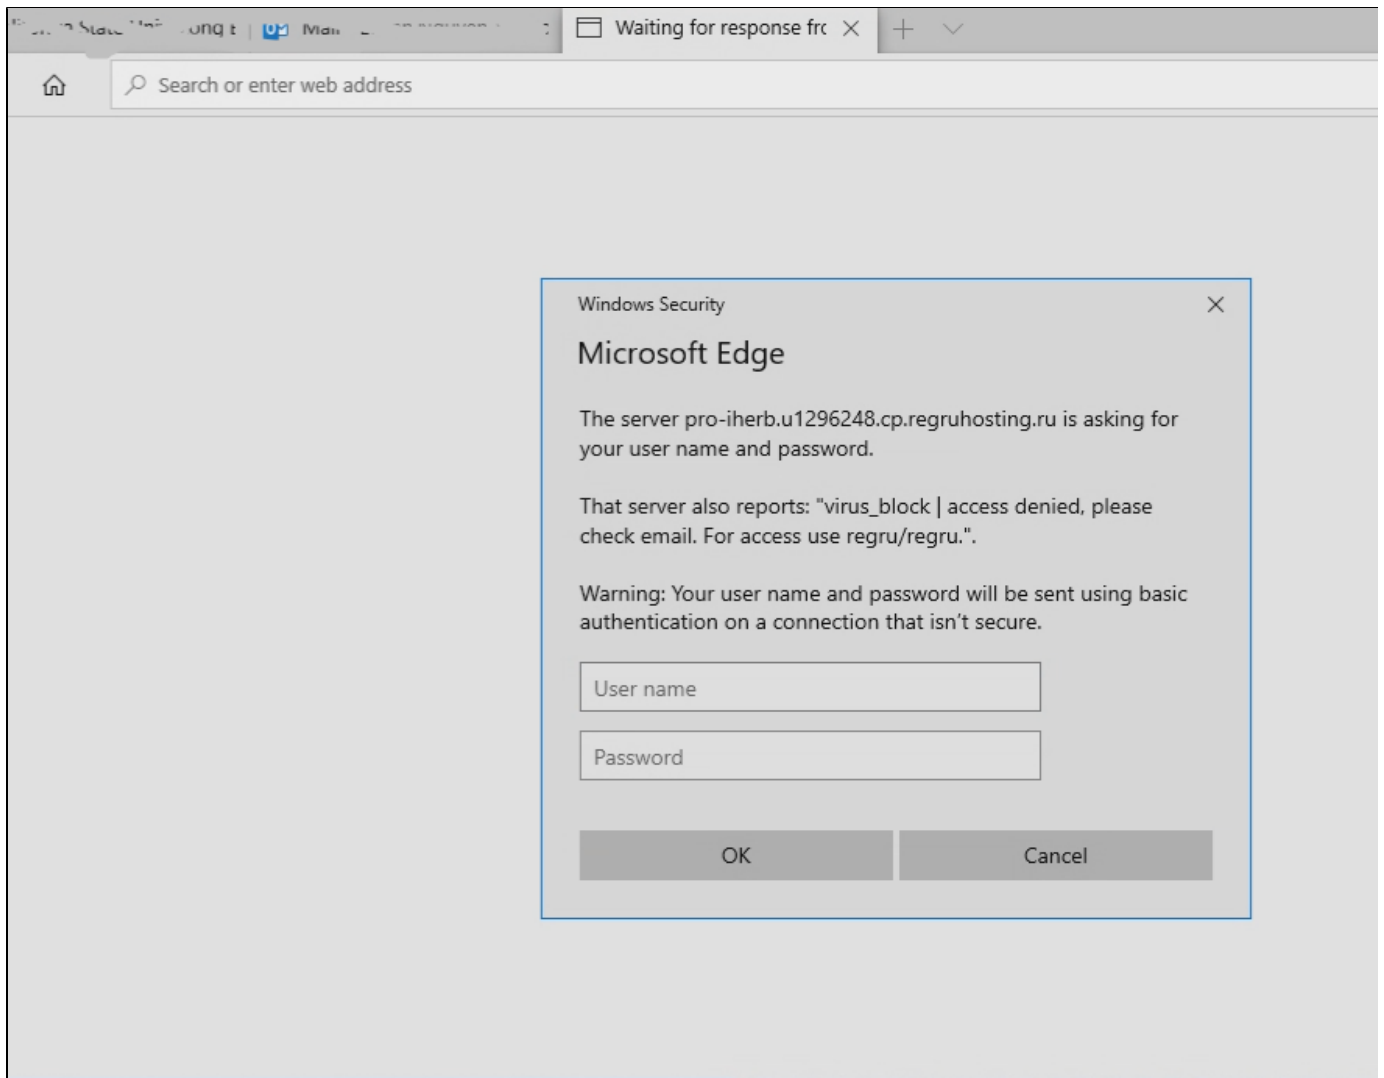 State
Mail
Waiting for response fro
Search or enter web address
Windows Security
Microsoft Edge
The server pro-iherb.u1296248.cp.regruhosting.ru is asking for
your user name and password.
That server also reports: "virus_block | access denied, please
check email. For access use regru/regru.".
Warning: Your user name and password will be sent using basic
authentication on a connection that isn't secure.
User name
Password
OK
Cancel